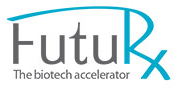 FutuRx
The biotech accelerator